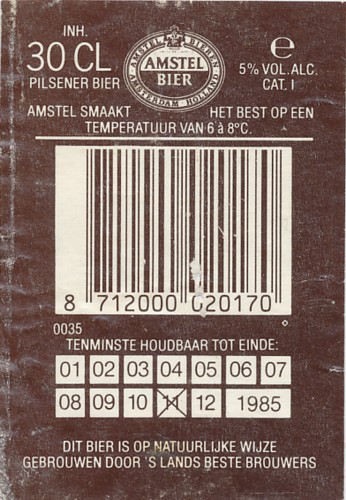 INH.
30 CL
PILSENER BIER
AMSTEL BIEREN
AMSTEL
BIER
AMSTERDAM HOLLAND
℮
5% VOL. ALC.
CAT. I
AMSTEL SMAAKT HET BEST OP EEN
TEMPERATUUR VAN 6 à 8°C.
8 712000 020170
0035
TENMINSTE HOUDBAAR TOT EINDE:
01 02 03 04 05 06 07
08 09 10 11 12 1985
DIT BIER IS OP NATUURLIJKE WIJZE
GEBROUWEN DOOR 'S LANDS BESTE BROUWERS